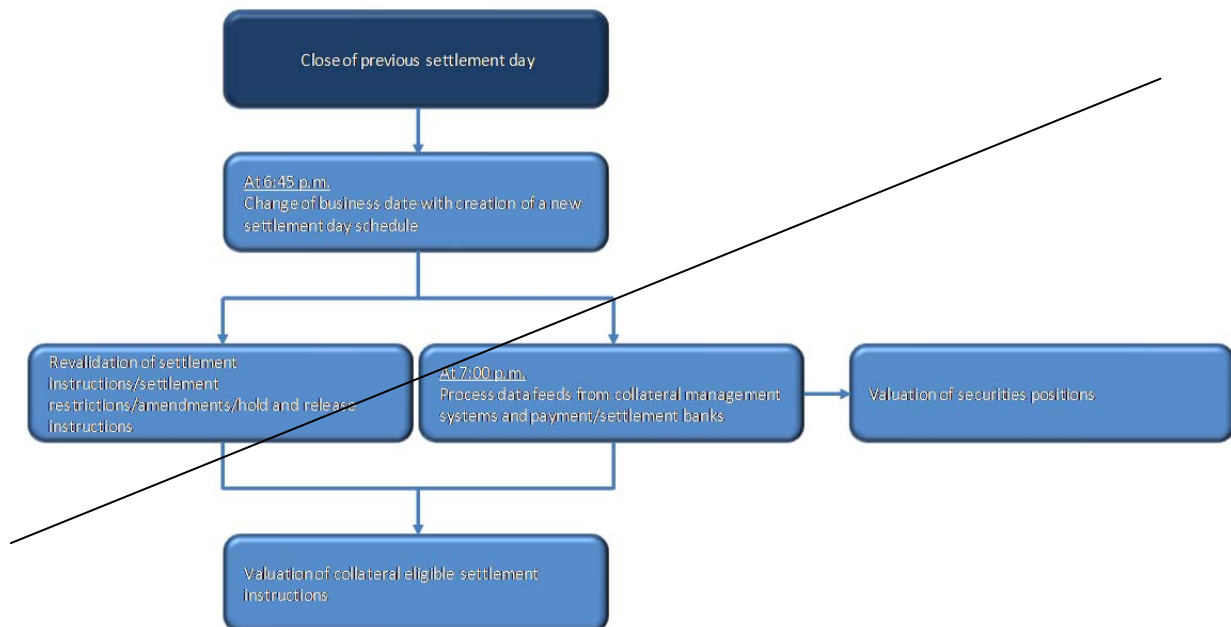 Close of previous settlement day
At 6:45 p.m.
Change of business date with creation of a new
settlement day schedule
Revalidation of settlement
instructions/settlement
restrictions/amendments/hold and release
instructions
At 7:00 p.m.
Process data feeds from collateral management
systems and payment/settlement banks
Valuation of securities positions
Valuation of collateral eligible settlement
instructions